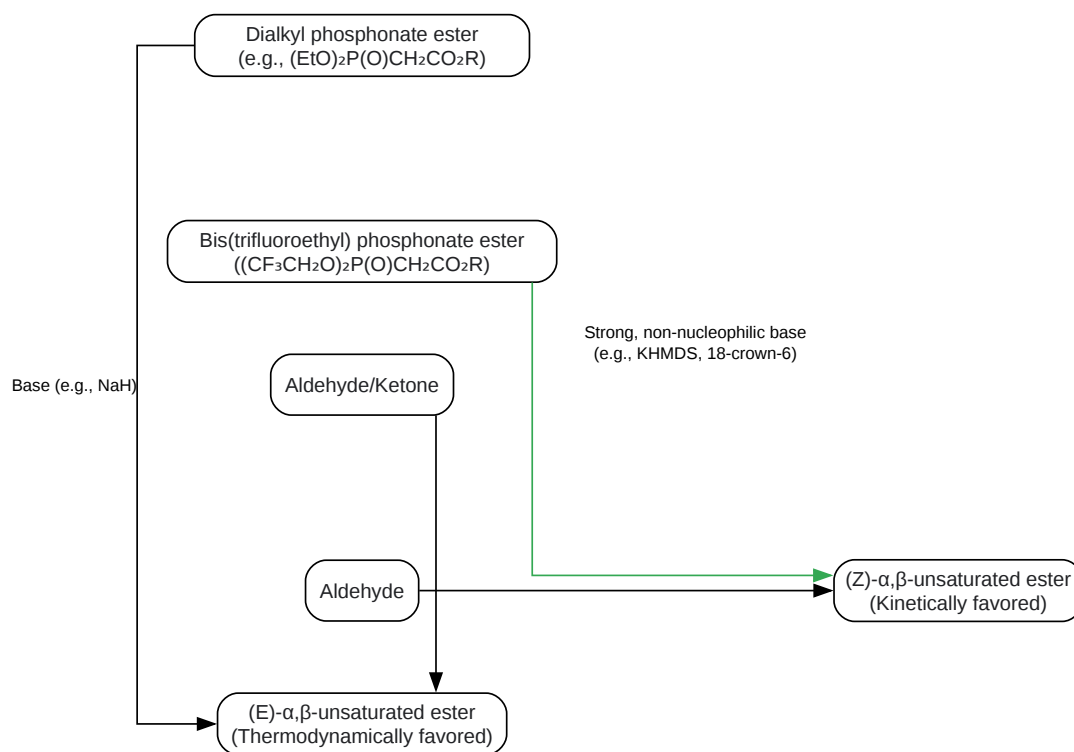 Dialkyl phosphonate ester
(e.g., (EtO)₂P(O)CH₂CO₂R)
Bis(trifluoroethyl) phosphonate ester
((CF₃CH₂O)₂P(O)CH₂CO₂R)
Strong, non-nucleophilic base
(e.g., KHMDS, 18-crown-6)
Base (e.g., NaH)
Aldehyde/Ketone
Aldehyde
(Z)-α,β-unsaturated ester
(Kinetically favored)
(E)-α,β-unsaturated ester
(Thermodynamically favored)